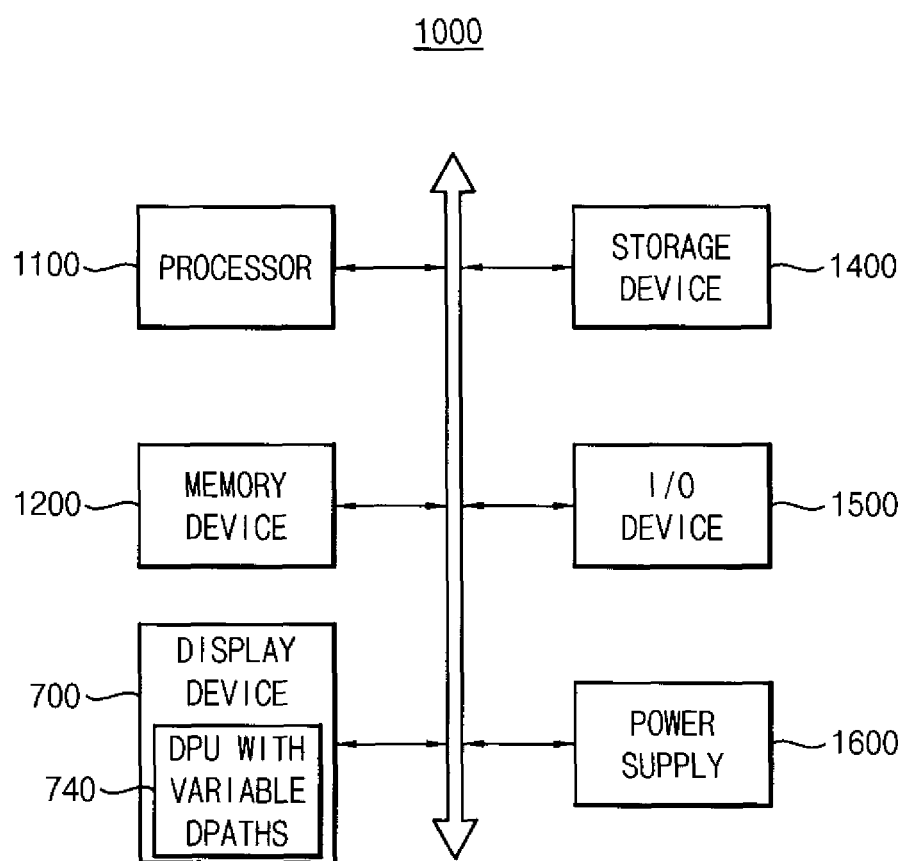 1000
1100
PROCESSOR
STORAGE
DEVICE
1400
1200
MEMORY
DEVICE
I/O
DEVICE
1500
700
DISPLAY
DEVICE
740
DPU WITH
VARIABLE
DPATHS
POWER
SUPPLY
1600